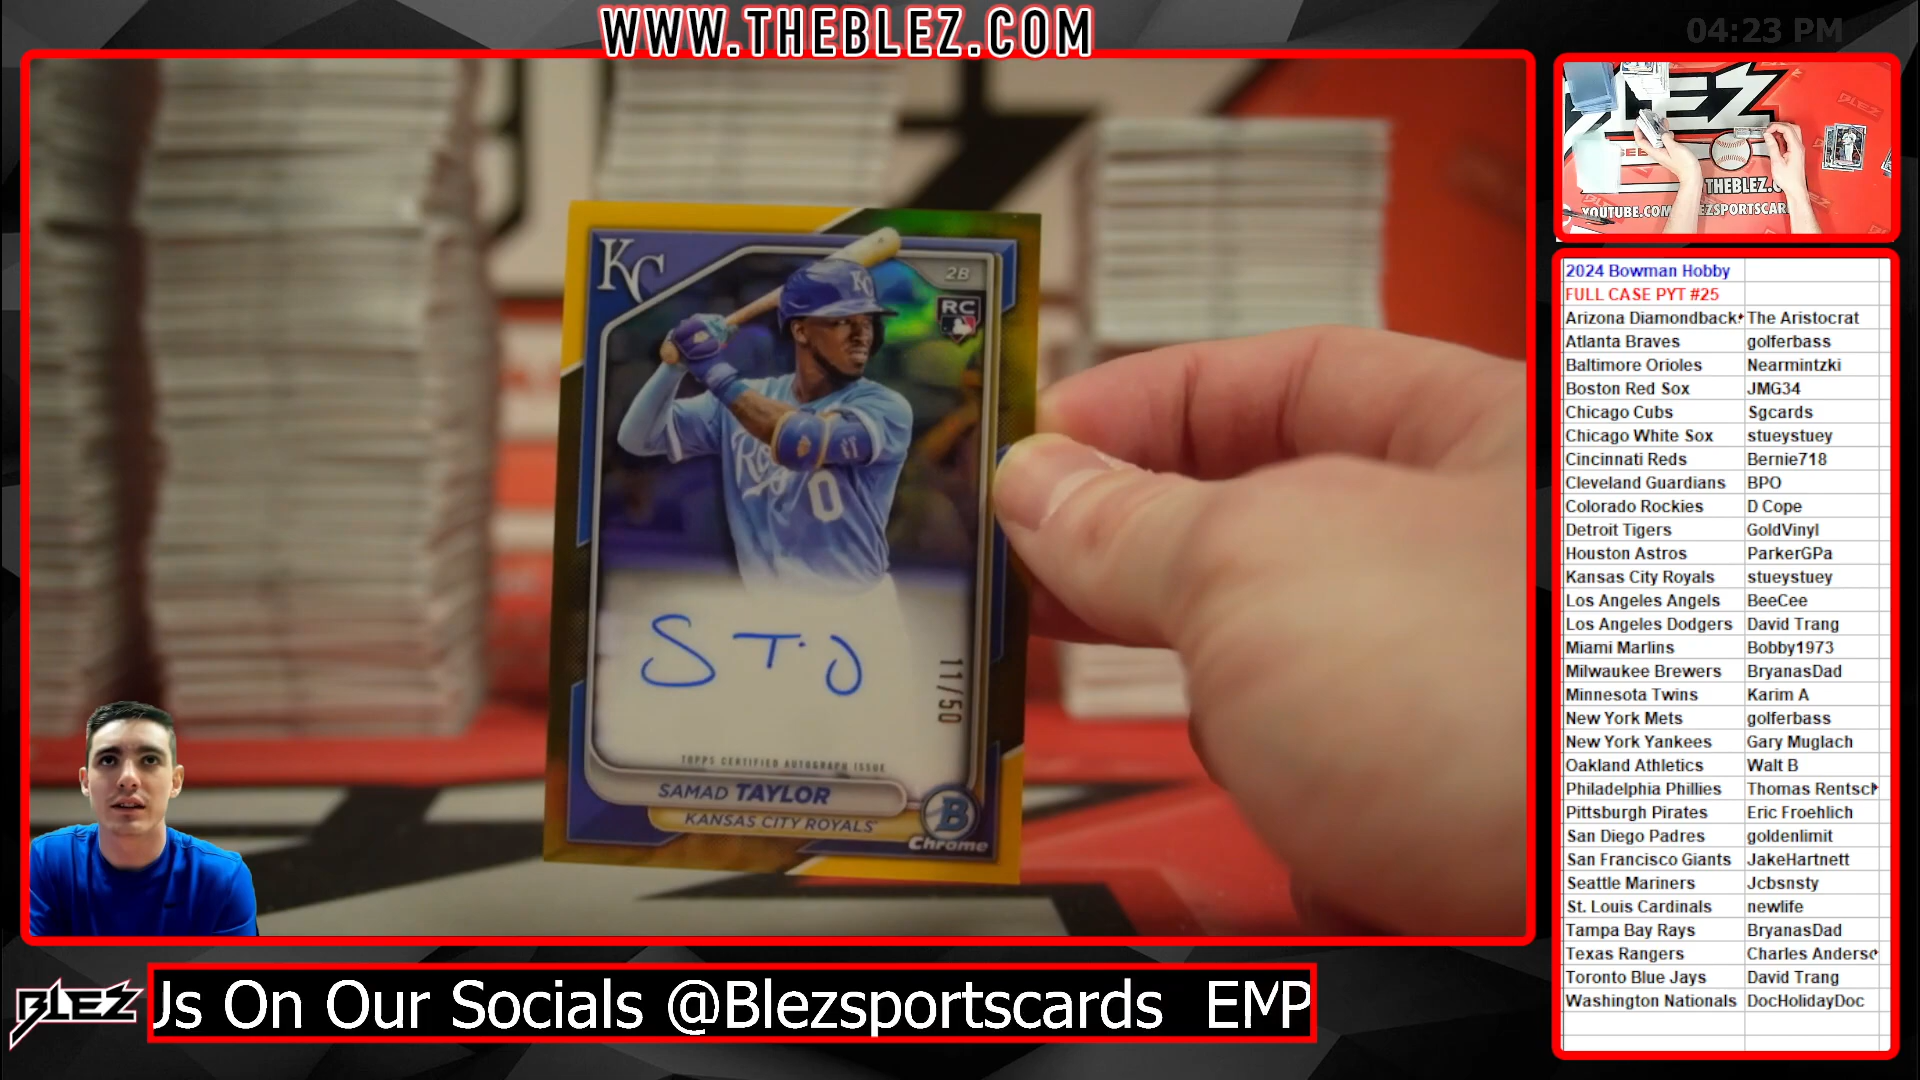 WWW.THEBLEZ.COM
04:23 PM
KC
2B
RC
Royals
0
S T. J
11/50
TOPPS CERTIFIED AUTOGRAPH ISSUE
SAMAD TAYLOR
KANSAS CITY ROYALS
B
Chrome
BLEZ
THEBLEZ.C
YOUTUBE.COM
EZSPORTSCAR
2024 Bowman Hobby
FULL CASE PYT #25
Arizona Diamondback The Aristocrat
Atlanta Braves golferbass
Baltimore Orioles Nearmintzki
Boston Red Sox JMG34
Chicago Cubs Sgcards
Chicago White Sox stueystuey
Cincinnati Reds Bernie718
Cleveland Guardians BPO
Colorado Rockies D Cope
Detroit Tigers GoldVinyl
Houston Astros ParkerGPa
Kansas City Royals stueystuey
Los Angeles Angels BeeCee
Los Angeles Dodgers David Trang
Miami Marlins Bobby1973
Milwaukee Brewers BryanasDad
Minnesota Twins Karim A
New York Mets golferbass
New York Yankees Gary Muglach
Oakland Athletics Walt B
Philadelphia Phillies Thomas Rentscl
Pittsburgh Pirates Eric Froehlich
San Diego Padres goldenlimit
San Francisco Giants JakeHartnett
Seattle Mariners Jcbsnsty
St. Louis Cardinals newlife
Tampa Bay Rays BryanasDad
Texas Rangers Charles Anders
Toronto Blue Jays David Trang
Washington Nationals DocHolidayDoc
BLEZ
Js On Our Socials @Blezsportscards EMP